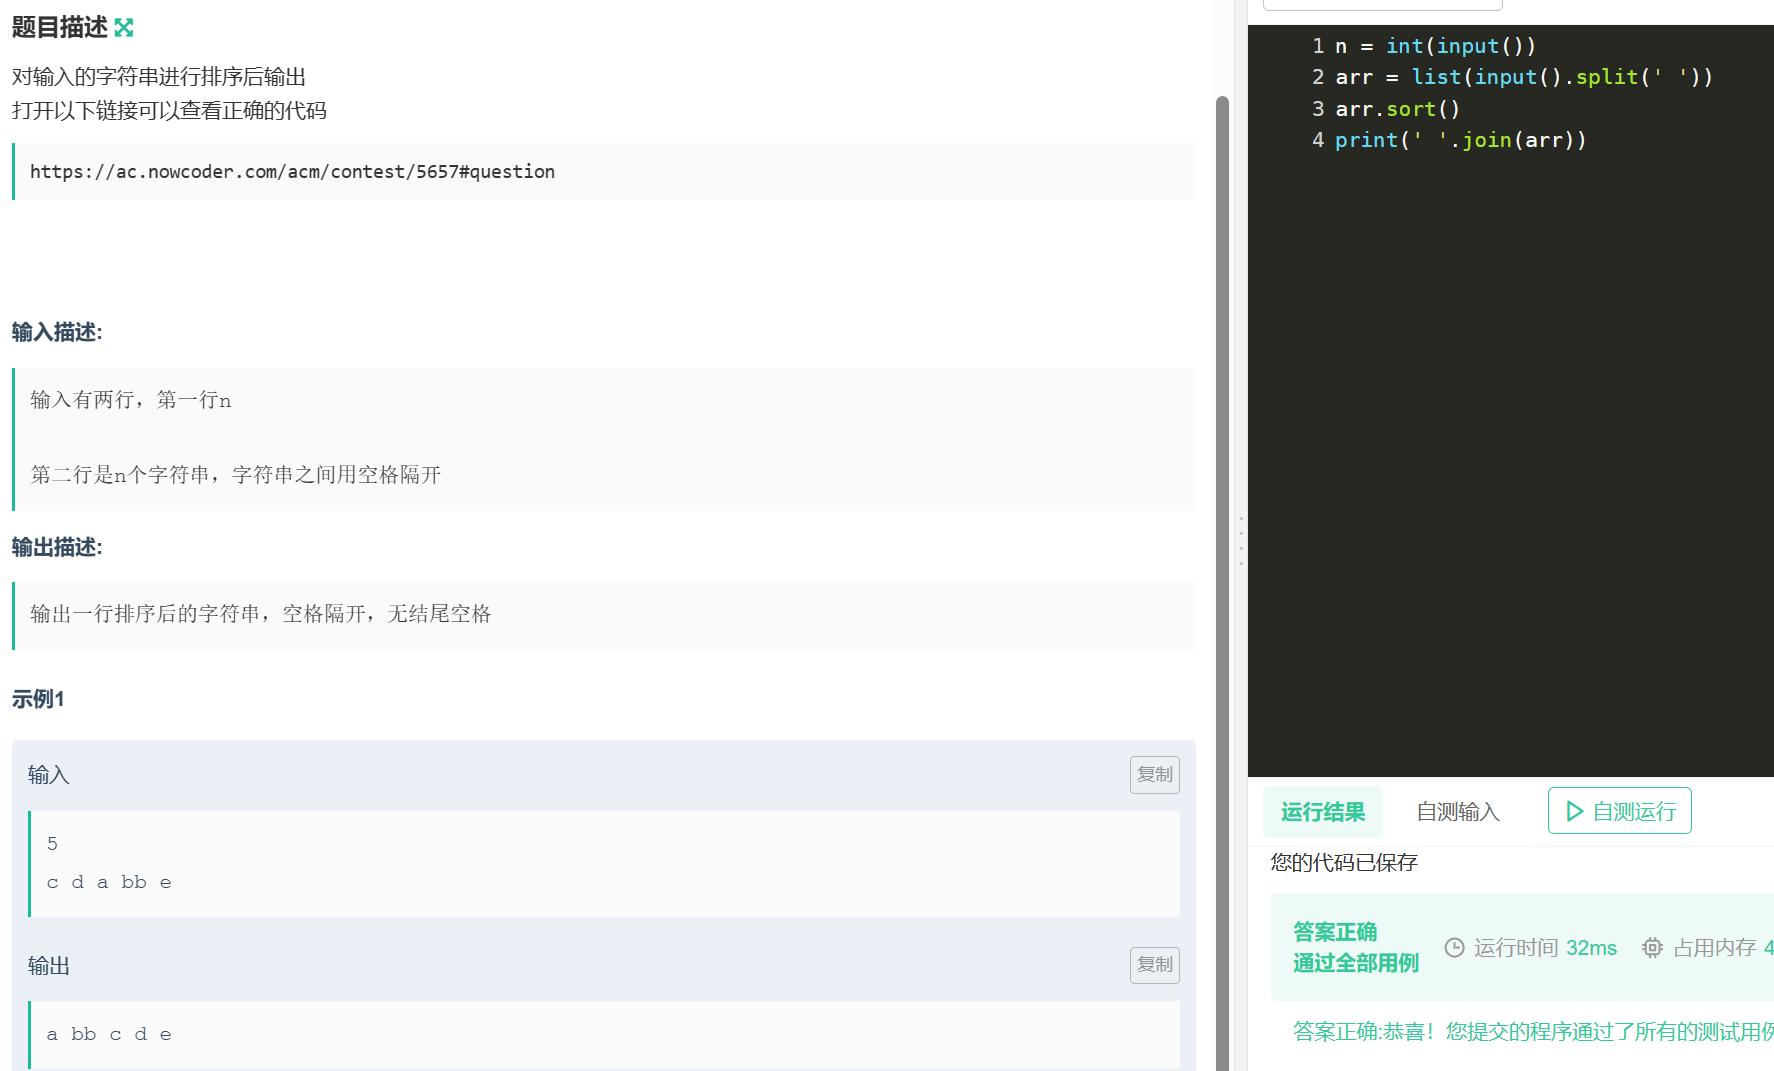 题目描述
对输入的字符串进行排序后输出
打开以下链接可以查看正确的代码
https://ac.nowcoder.com/acm/contest/5657#question
输入描述:
输入有两行，第一行n
第二行是n个字符串，字符串之间用空格隔开
输出描述:
输出一行排序后的字符串，空格隔开，无结尾空格
示例1
输入
复制
5
c d a bb e
输出
复制
a bb c d e
1 n = int(input())
2 arr = list(input().split(' '))
3 arr.sort()
4 print(' '.join(arr))
运行结果 自测输入 自测运行
您的代码已保存
答案正确
通过全部用例
运行时间 32ms 占用内存 4
答案正确:恭喜！您提交的程序通过了所有的测试用例